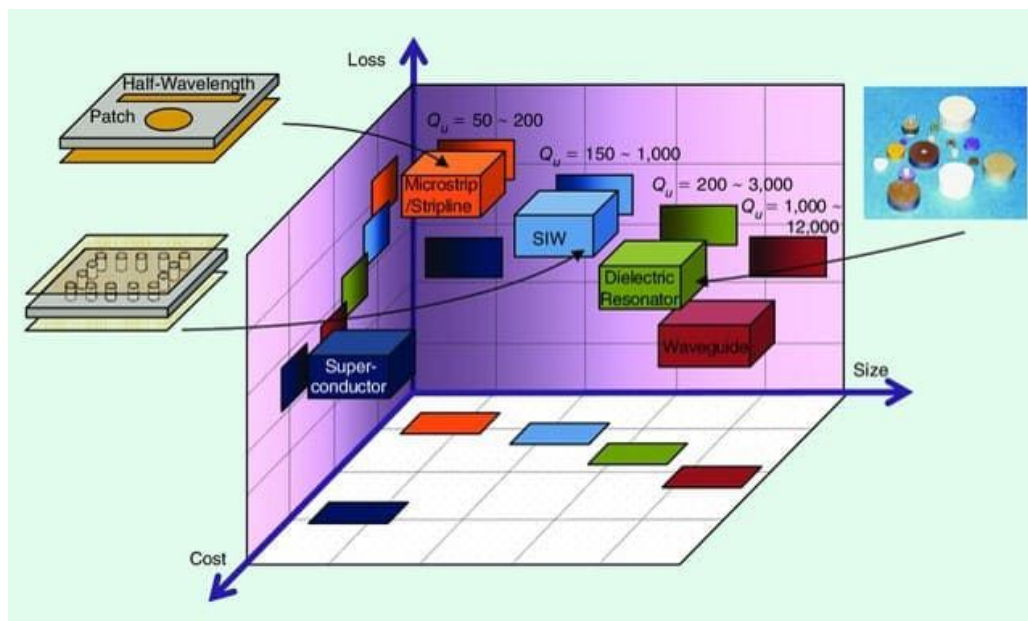 Loss
Half-Wavelength
Patch
Qu = 50 ~ 200
Qu = 150 ~ 1,000
Qu = 200 ~ 3,000
Qu = 1,000 ~
12,000
Microstrip
/Stripline
SIW
Dielectric
Resonator
Waveguide
Super-
conductor
Size
Cost